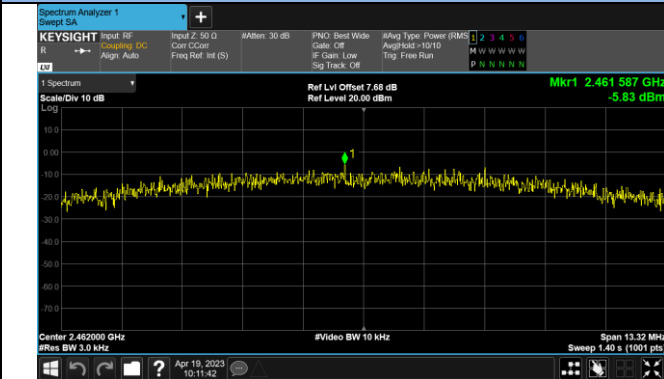 Spectrum Analyzer 1
Swept SA
+
KEYSIGHT
R
LXI
Input: RF
Coupling: DC
Align: Auto
Input Z: 50 Ω
Corr CCorr
Freq Ref: Int (S)
#Atten: 30 dB
PNO: Best Wide
Gate: Off
IF Gain: Low
Sig Track: Off
#Avg Type: Power (RMS
Avg|Hold:>10/10
Trig: Free Run
1 2 3 4 5 6
M W W W W W
P N N N N N
1 Spectrum
Scale/Div 10 dB
Log
Ref Lvl Offset 7.68 dB
Ref Level 20.00 dBm
Mkr1 2.461 587 GHz
-5.83 dBm
10.0
0.00
-10.0
-20.0
-30.0
-40.0
-50.0
-60.0
-70.0
1
Center 2.462000 GHz
#Res BW 3.0 kHz
#Video BW 10 kHz
Span 13.32 MHz
Sweep 1.40 s (1001 pts)
?
Apr 19, 2023
10:11:42